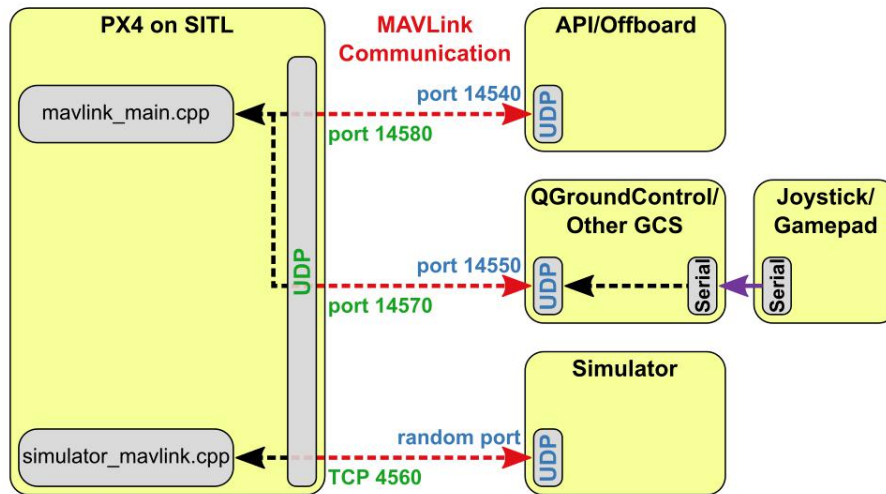 PX4 on SITL
mavlink_main.cpp
simulator_mavlink.cpp
UDP
MAVLink
Communication
port 14540
port 14580
port 14550
port 14570
random port
TCP 4560
API/Offboard
UDP
QGroundControl/
Other GCS
UDP
Serial
Joystick/
Gamepad
Serial
Simulator
UDP